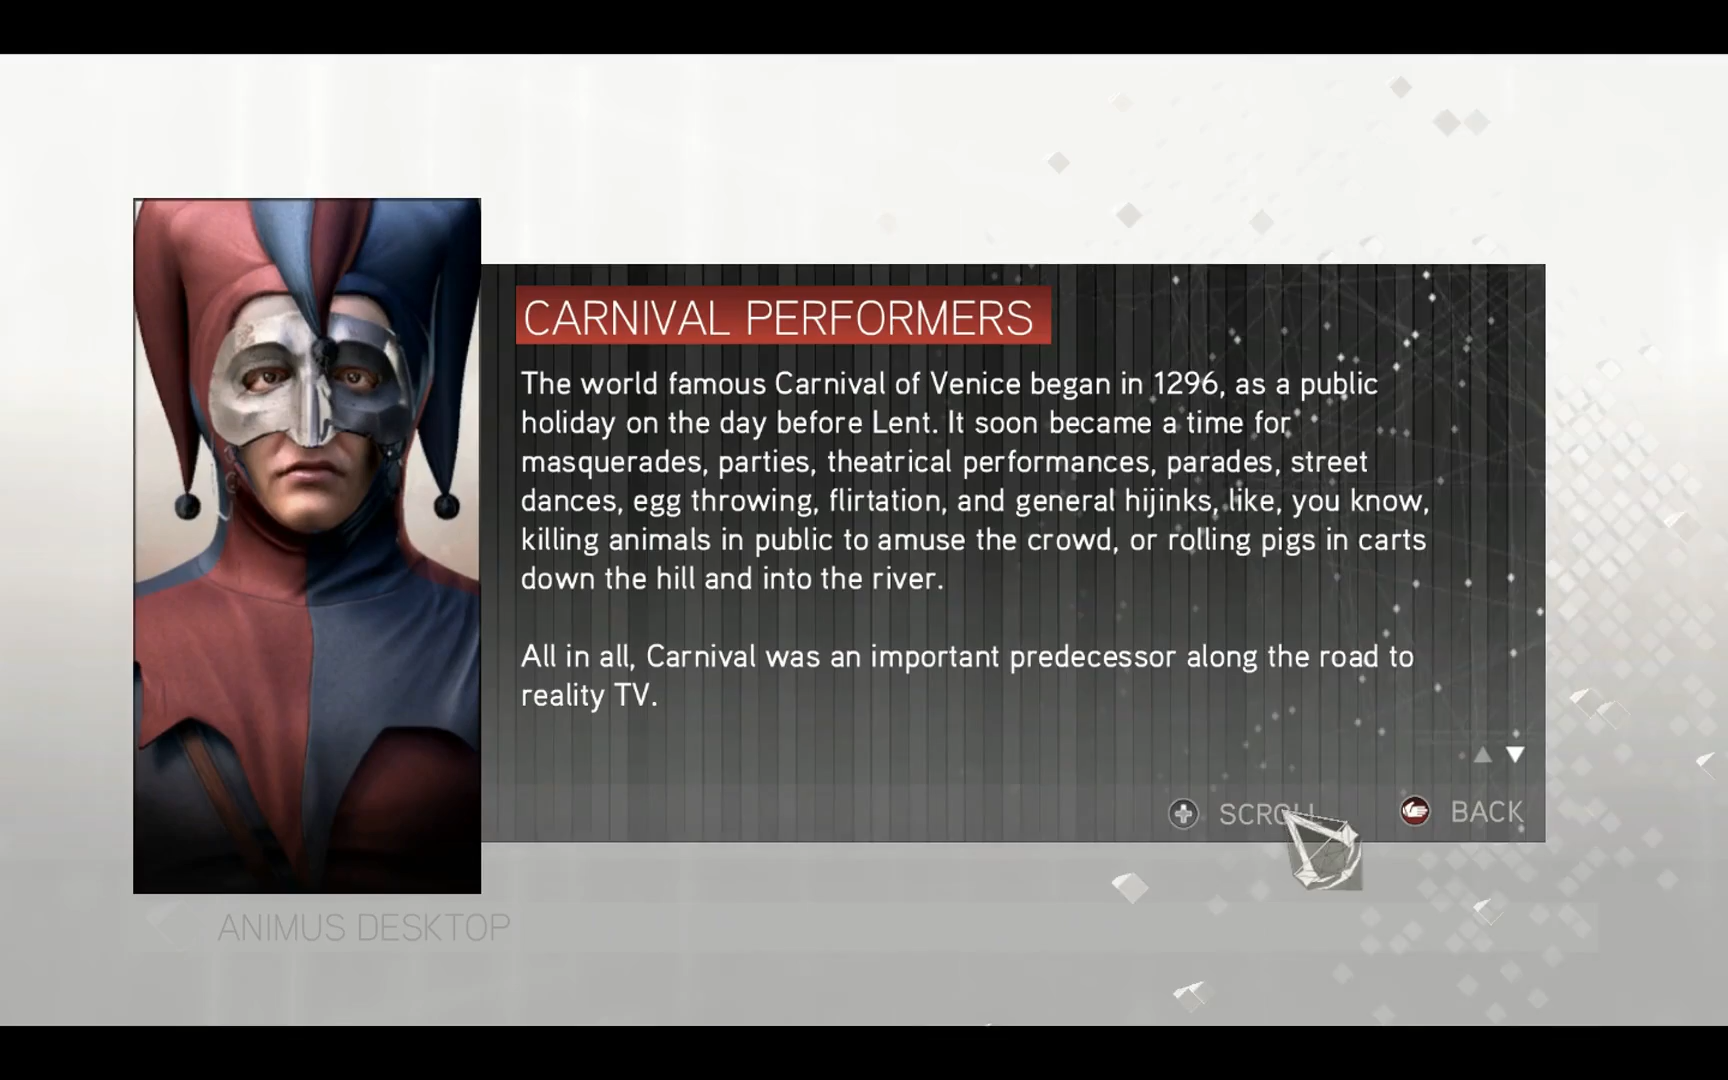 CARNIVAL PERFORMERS
The world famous Carnival of Venice began in 1296, as a public
holiday on the day before Lent. It soon became a time for
masquerades, parties, theatrical performances, parades, street
dances, egg throwing, flirtation, and general hijinks, like, you know,
killing animals in public to amuse the crowd, or rolling pigs in carts
down the hill and into the river.
All in all, Carnival was an important predecessor along the road to
reality TV.
SCROLL
BACK
ANIMUS DESKTOP